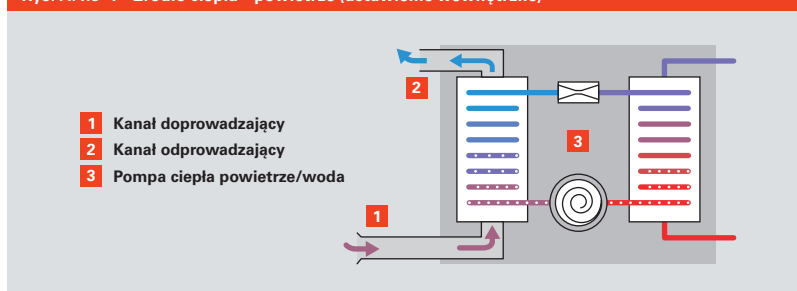 1 Kanał doprowadzający
2 Kanał odprowadzający
3 Pompa ciepła powietrze/woda
2
3
1